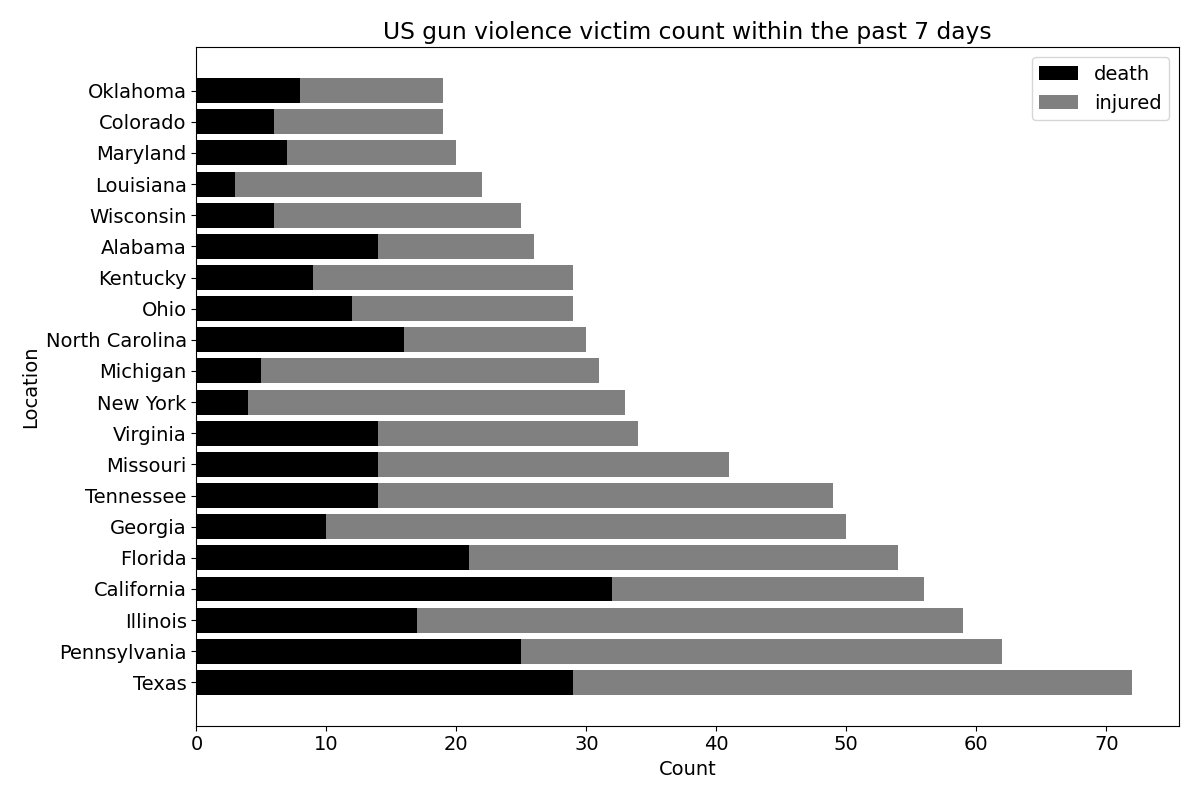 US gun violence victim count within the past 7 days
death
injured
Oklahoma
Colorado
Maryland
Louisiana
Wisconsin
Alabama
Kentucky
Ohio
North Carolina
Michigan
New York
Virginia
Missouri
Tennessee
Georgia
Florida
California
Illinois
Pennsylvania
Texas
Location
0 10 20 30 40 50 60 70
Count